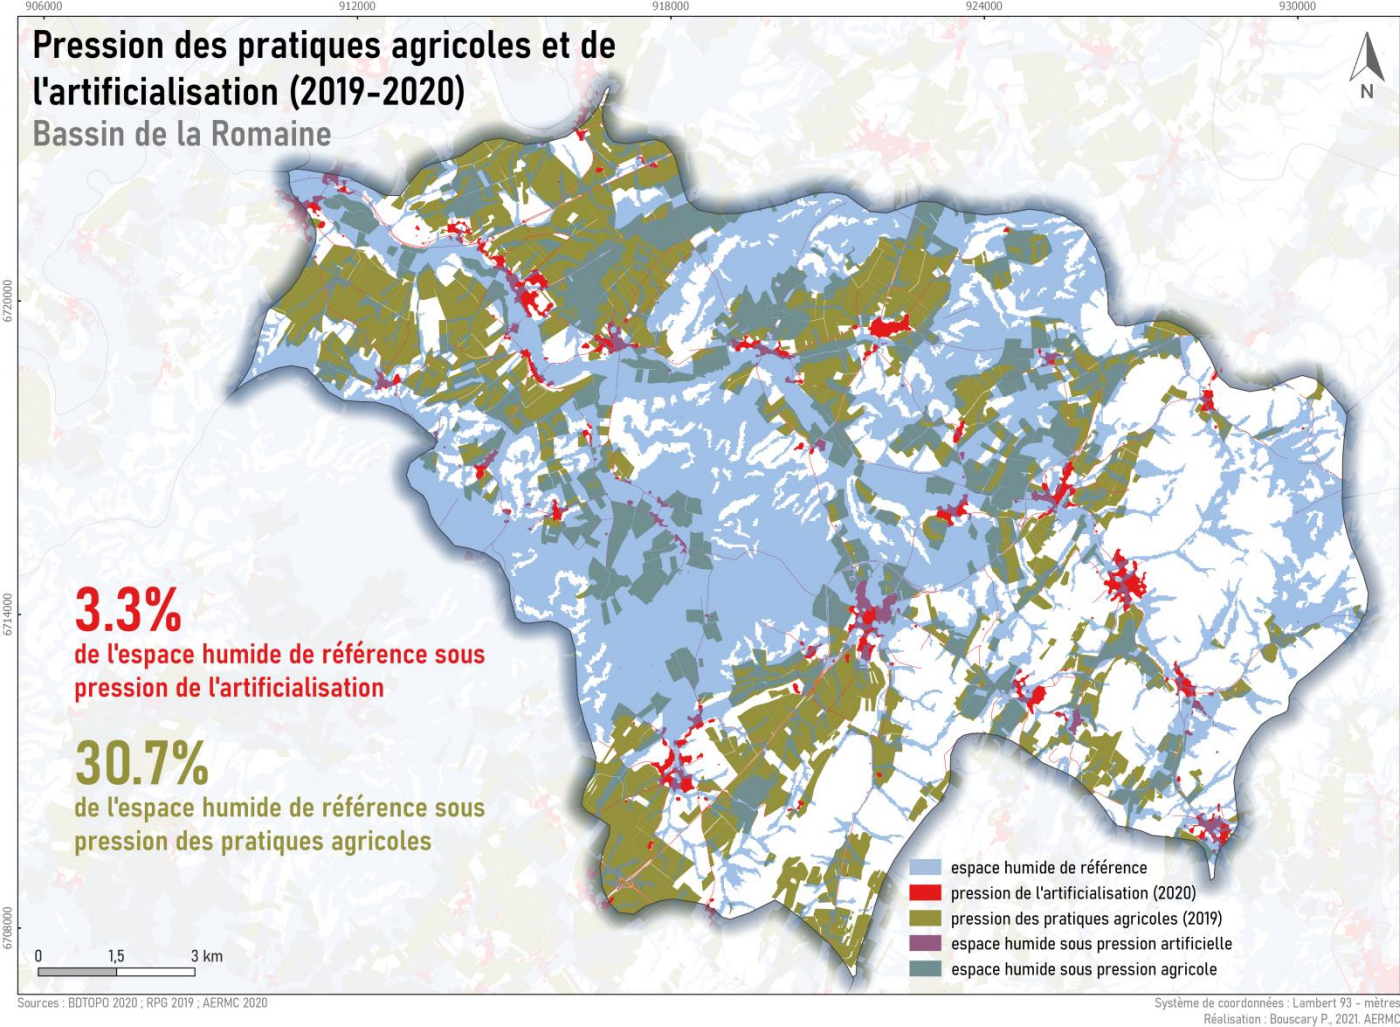 906000
912000
918000
924000
930000
Pression des pratiques agricoles et de
l'artificialisation (2019-2020)
Bassin de la Romaine
N
6720000
6714000
6708000
3.3%
de l'espace humide de référence sous
pression de l'artificialisation
30.7%
de l'espace humide de référence sous
pression des pratiques agricoles
espace humide de référence
pression de l'artificialisation (2020)
pression des pratiques agricoles (2019)
espace humide sous pression artificielle
espace humide sous pression agricole
0 1,5 3 km
Sources : BDTOPO 2020 ; RPG 2019 ; AERMC 2020
Système de coordonnées : Lambert 93 - mètres
Réalisation : Bouscary P., 2021. AERMC